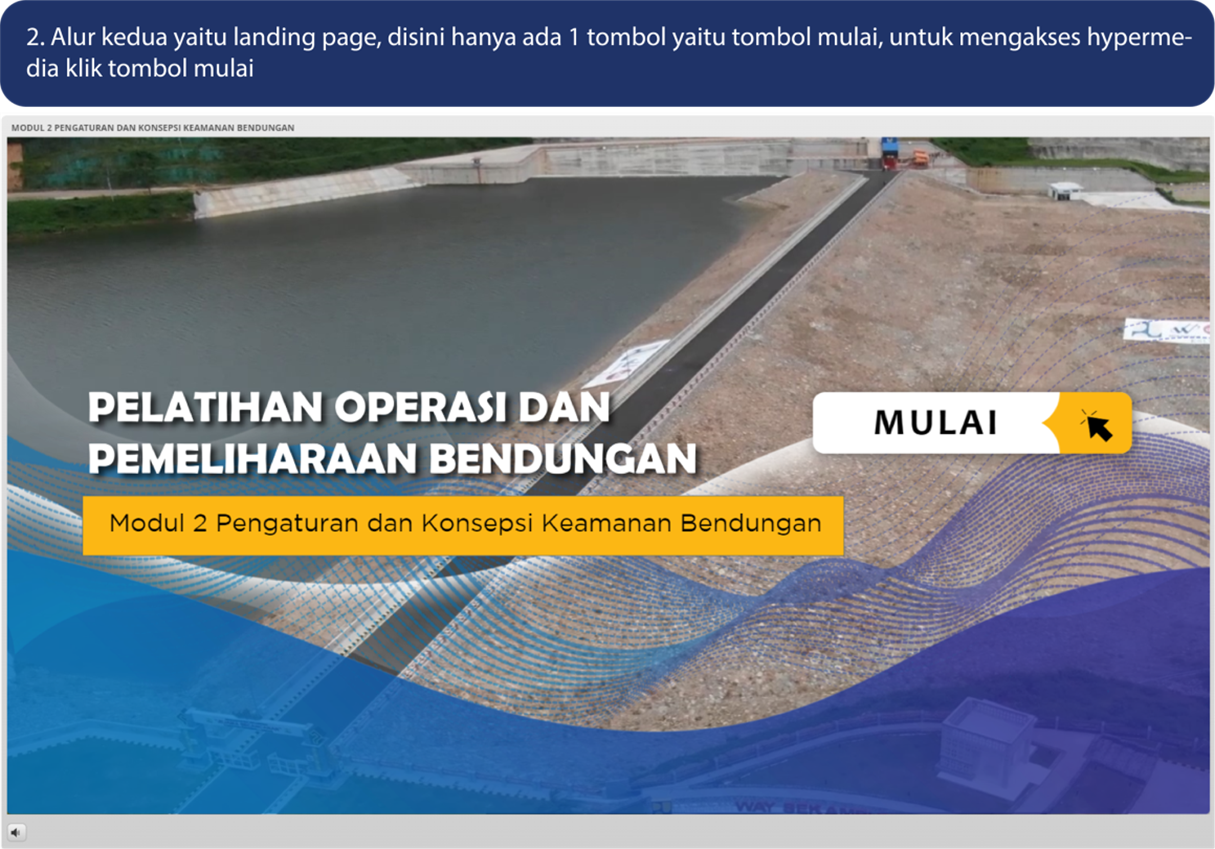 2. Alur kedua yaitu landing page, disini hanya ada 1 tombol yaitu tombol mulai, untuk mengakses hyperme-
dia klik tombol mulai
MODUL 2 PENGATURAN DAN KONSEPSI KEAMANAN BENDUNGAN
PELATIHAN OPERASI DAN
PEMELIHARAAN BENDUNGAN
MULAI
Modul 2 Pengaturan dan Konsepsi Keamanan Bendungan